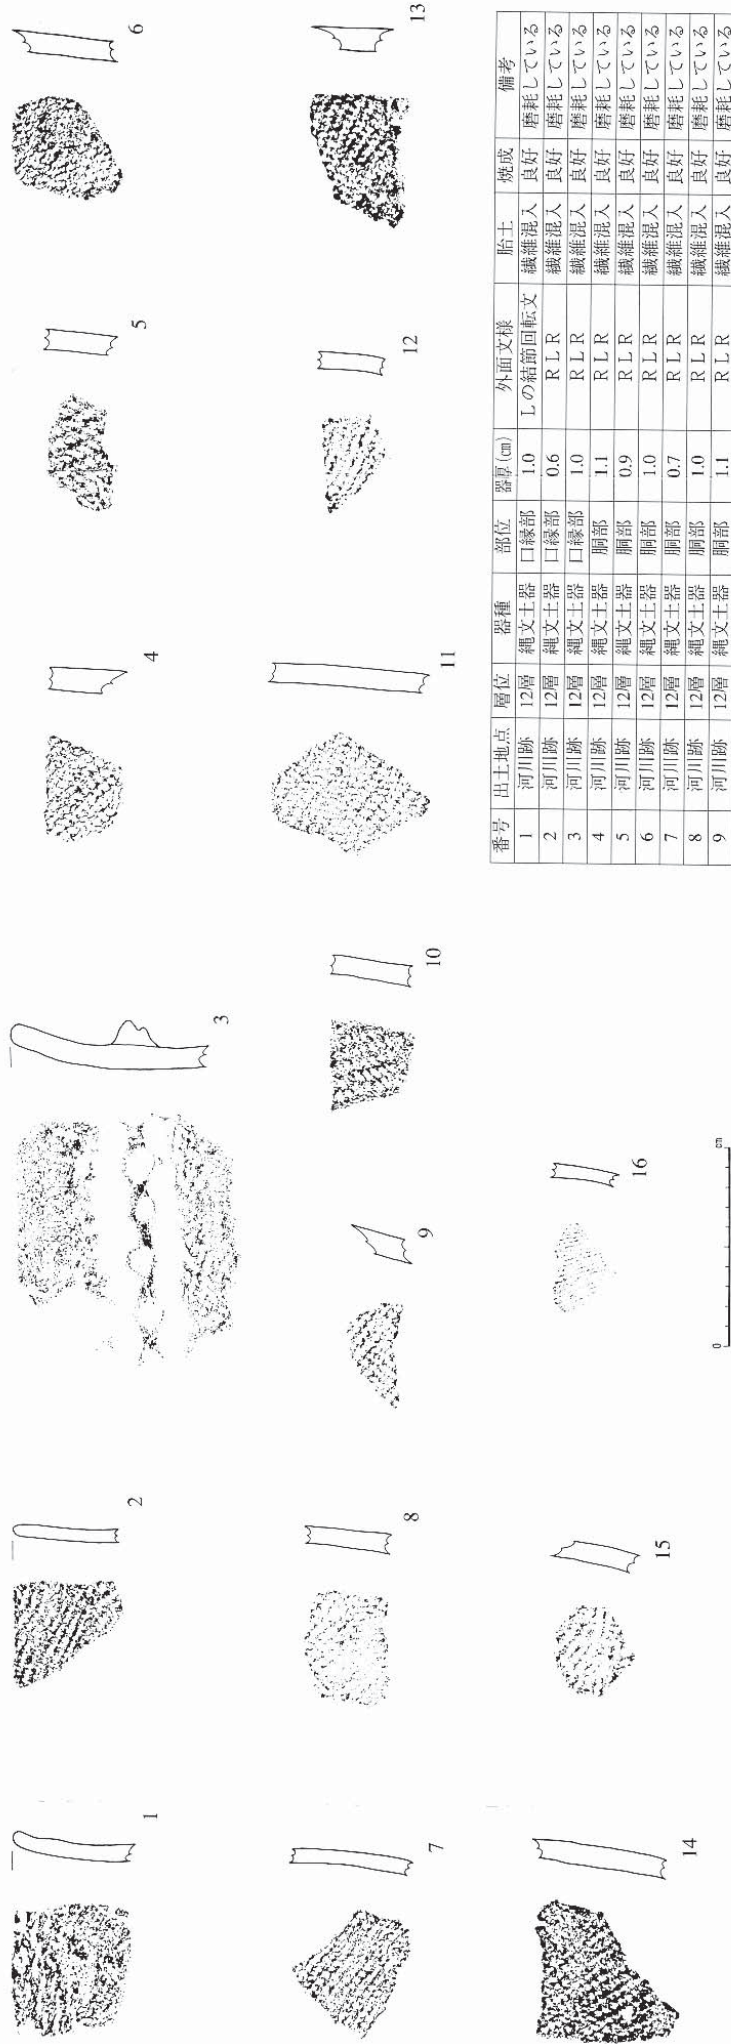 1
2
3
4
5
6
7
8
9
10
11
12
13
14
15
16
0 cm
番号 出土地点 層位 器種 部位 器厚(cm) 外面文様 胎土 焼成 備考
1 河川跡 12層 縄文土器 口縁部 1.0 Lの結節回転文 繊維混入 良好 磨耗している
2 河川跡 12層 縄文土器 口縁部 0.6 RLR 繊維混入 良好 磨耗している
3 河川跡 12層 縄文土器 口縁部 1.0 RLR 繊維混入 良好 磨耗している
4 河川跡 12層 縄文土器 胴部 1.1 RLR 繊維混入 良好 磨耗している
5 河川跡 12層 縄文土器 胴部 0.9 RLR 繊維混入 良好 磨耗している
6 河川跡 12層 縄文土器 胴部 1.0 RLR 繊維混入 良好 磨耗している
7 河川跡 12層 縄文土器 胴部 0.7 RLR 繊維混入 良好 磨耗している
8 河川跡 12層 縄文土器 胴部 1.0 RLR 繊維混入 良好 磨耗している
9 河川跡 12層 縄文土器 胴部 1.1 RLR 繊維混入 良好 磨耗している